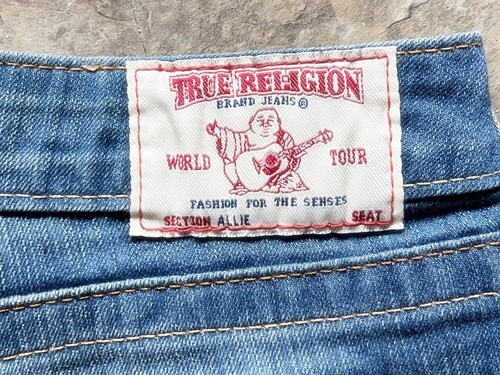 TRUE RELIGION
BRAND JEANS®
WORLD TOUR
FASHION FOR THE SENSES
SECTION ALLIE SEAT